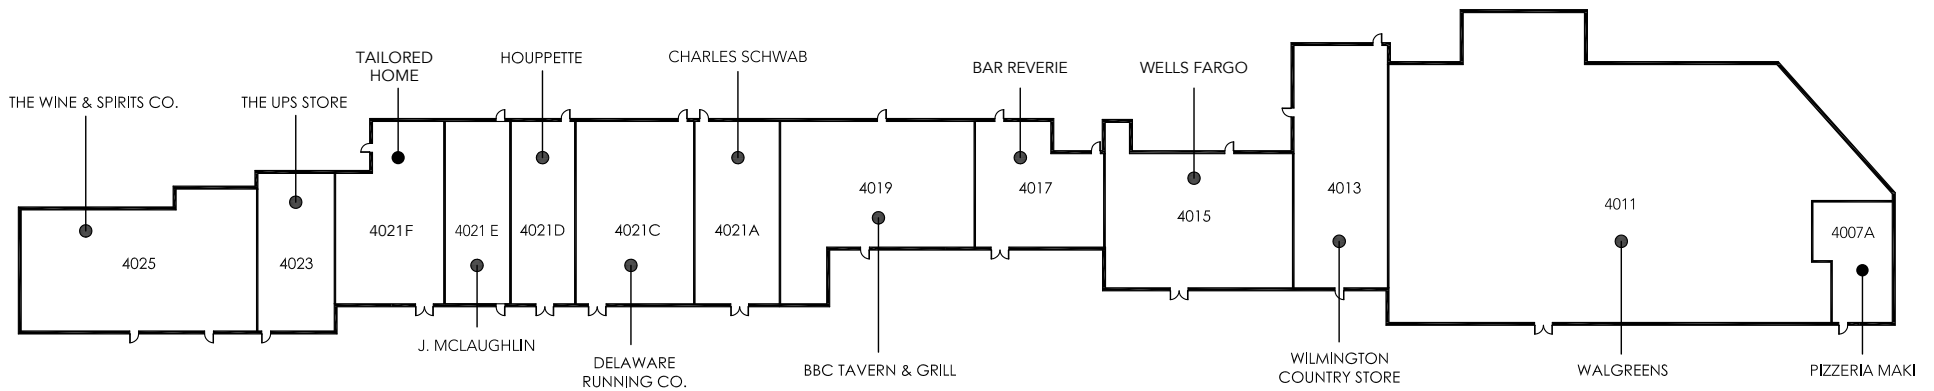 TAILORED
HOME
HOUPPETTE
CHARLES SCHWAB
BAR REVERIE
WELLS FARGO
THE WINE & SPIRITS CO.
THE UPS STORE
4025
4023
4021F
4021 E
4021D
4021C
4021A
4019
4017
4015
4013
4011
4007A
J. MCLAUGHLIN
DELAWARE
RUNNING CO.
BBC TAVERN & GRILL
WILMINGTON
COUNTRY STORE
WALGREENS
PIZZERIA MAKI